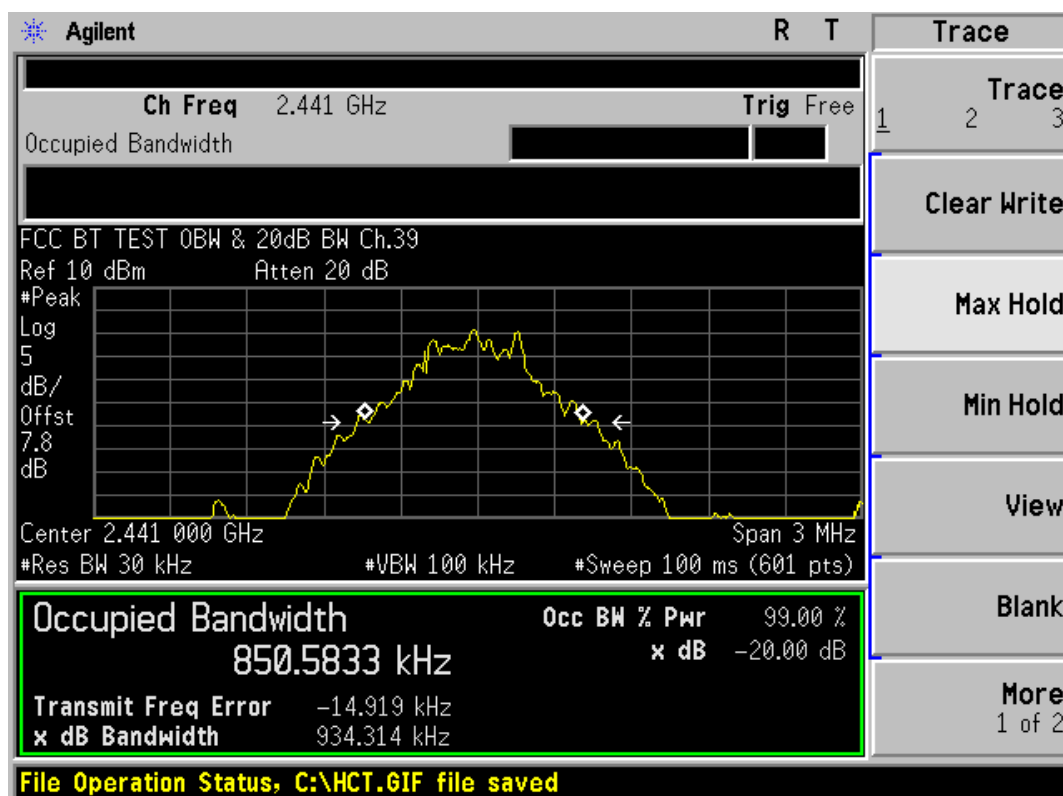 Agilent
R T
Trace
Ch Freq 2.441 GHz
Trig Free
Occupied Bandwidth
FCC BT TEST OBW & 20dB BW Ch.39
Ref 10 dBm
Atten 20 dB
#Peak
Log
5
dB/
Offst
7.8
dB
Center 2.441 000 GHz
Span 3 MHz
#Res BW 30 kHz
#VBW 100 kHz
#Sweep 100 ms (601 pts)
Occupied Bandwidth
850.5833 kHz
Occ BW % Pwr 99.00 %
x dB -20.00 dB
Transmit Freq Error -14.919 kHz
x dB Bandwidth 934.314 kHz
File Operation Status, C:\HCT.GIF file saved
Trace
1 2 3
Clear Write
Max Hold
Min Hold
View
Blank
More
1 of 2